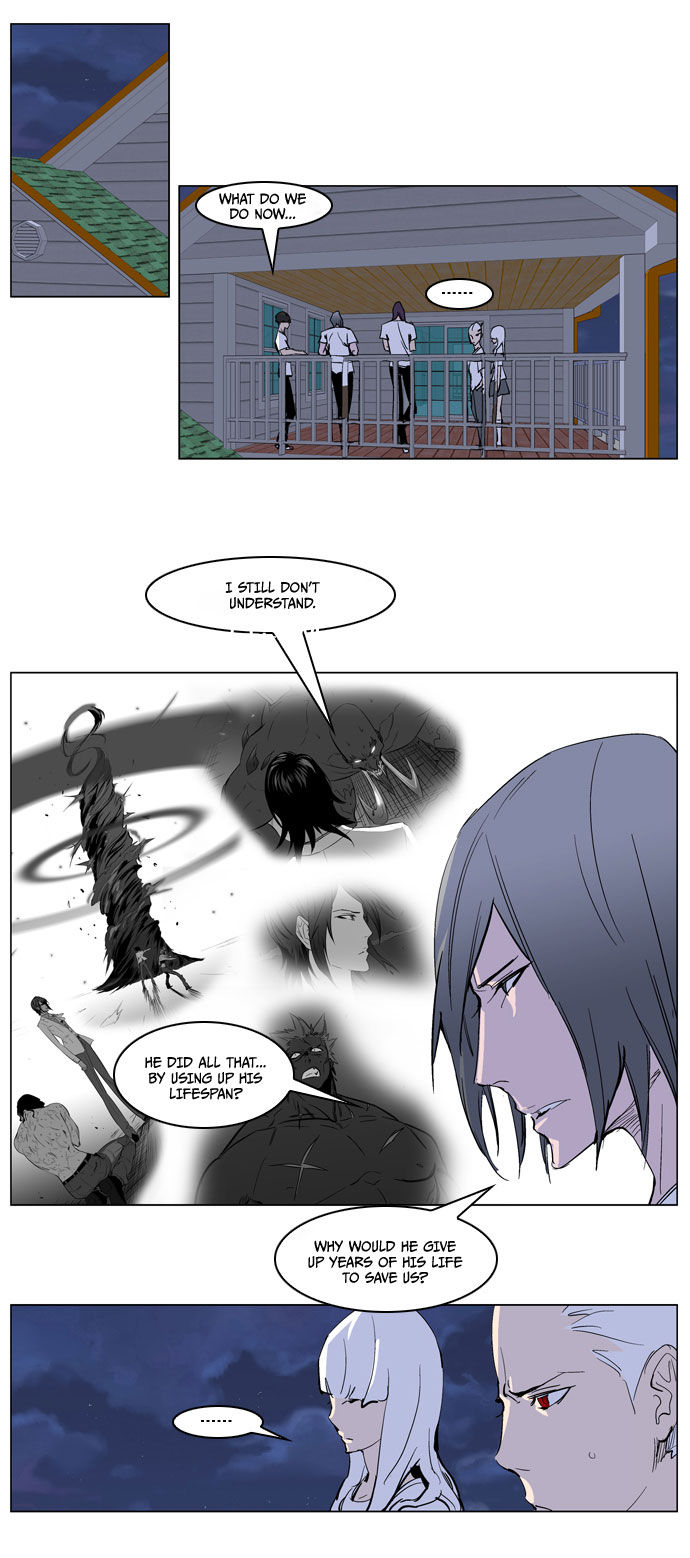 WHAT DO WE
DO NOW...
------
I STILL DON'T
UNDERSTAND.
HE DID ALL THAT...
BY USING UP HIS
LIFESPAN?
WHY WOULD HE GIVE
UP YEARS OF HIS LIFE
TO SAVE US?
------